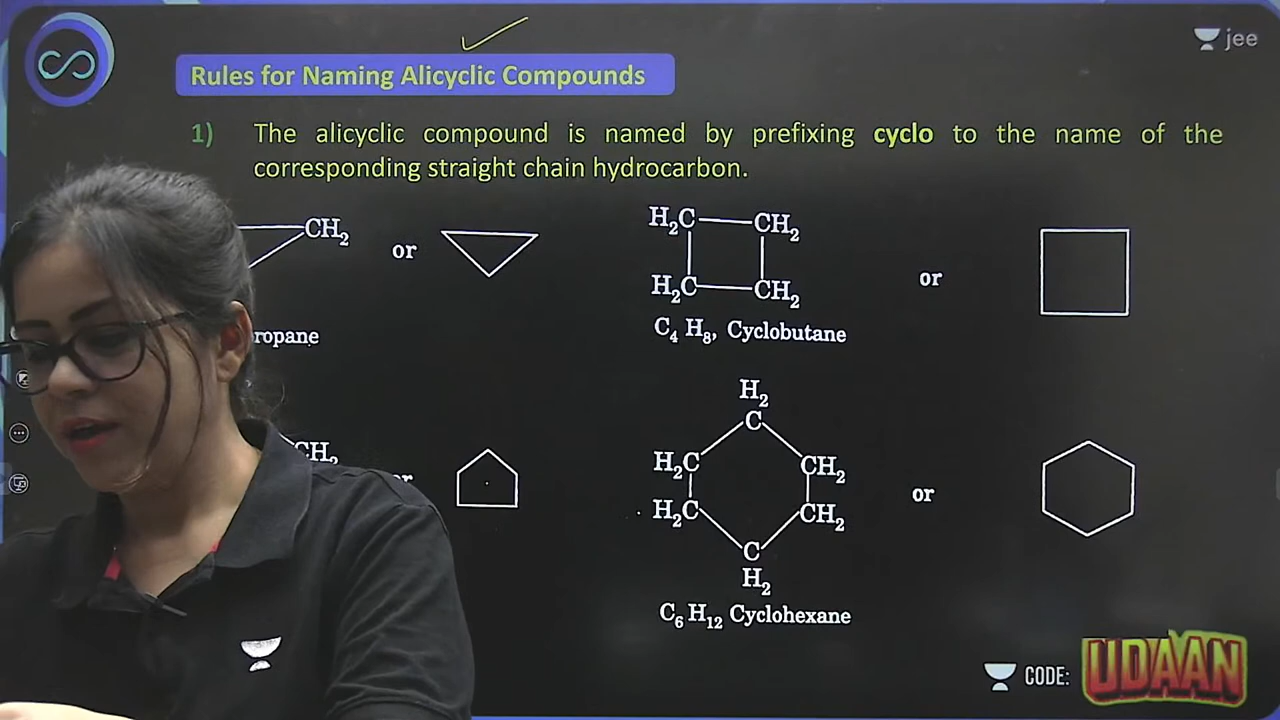 jee
Rules for Naming Alicyclic Compounds
1) The alicyclic compound is named by prefixing cyclo to the name of the
corresponding straight chain hydrocarbon.
CH₂
or
ropane
H₂C CH₂
H₂C CH₂
or
C₄ H₈, Cyclobutane
CH₂
or
H₂
C
H₂C CH₂
H₂C CH₂
C
H₂
or
C₆ H₁₂ Cyclohexane
CODE: UDAAN